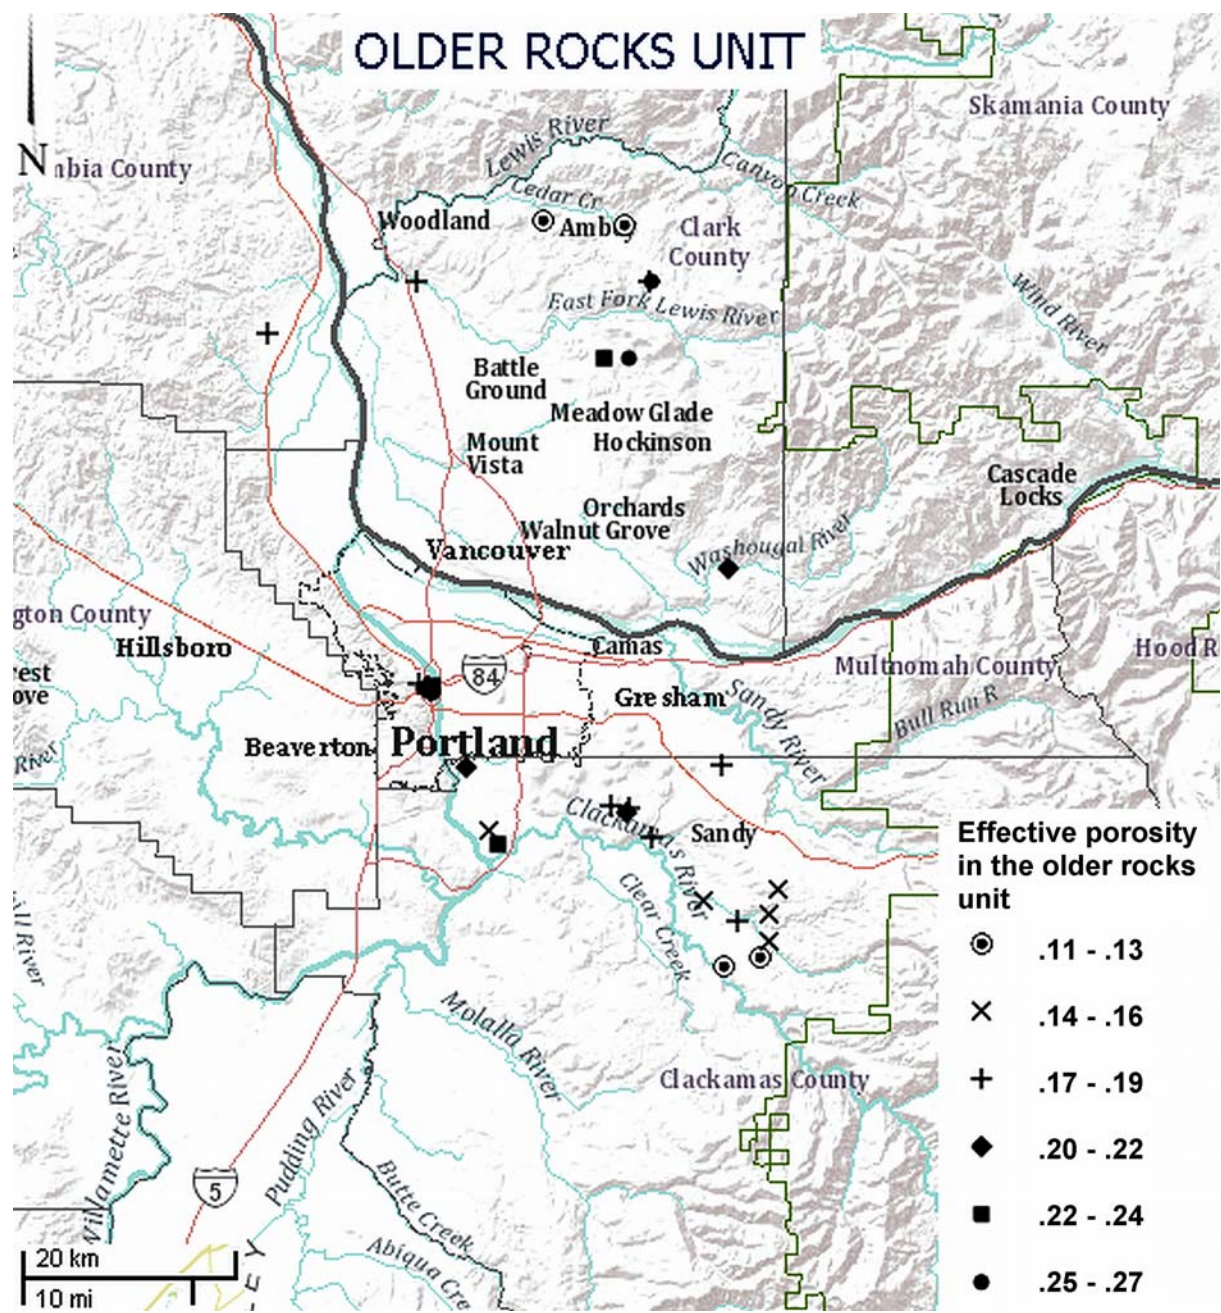 OLDER ROCKS UNIT
Skamania County
N
bia County
Lewis River
Canyon Creek
Cedar Cr
Woodland
Amboy
Clark
County
East Fork Lewis River
Wind River
Battle
Ground
Meadow Glade
Hockinson
Mount
Vista
Cascade
Locks
Orchards
Walnut Grove
Vancouver
Washougal River
gton County
Hillsboro
Camas
Multnomah County
Hood R
rest
ove
84
Gresham
Sandy River
Bull Run R
River
Beaverton
Portland
Clackamas River
Sandy
Clear Creek
ill River
Molalla River
Clackamas County
Willamette River
Pudding River
5
Butte Creek
Abiqua Cre
LEY
20 km
10 mi
Effective porosity
in the older rocks
unit
.11 - .13
.14 - .16
.17 - .19
.20 - .22
.22 - .24
.25 - .27